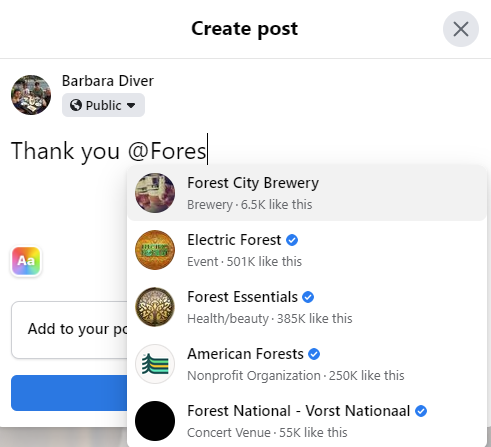 Create post
Barbara Diver
Public
Thank you @Fores
Forest City Brewery
Brewery · 6.5K like this
Electric Forest
Event · 501K like this
Aa
Forest Essentials
Health/beauty · 385K like this
Add to your po
American Forests
Nonprofit Organization · 250K like this
Forest National - Vorst Nationaal
Concert Venue · 55K like this